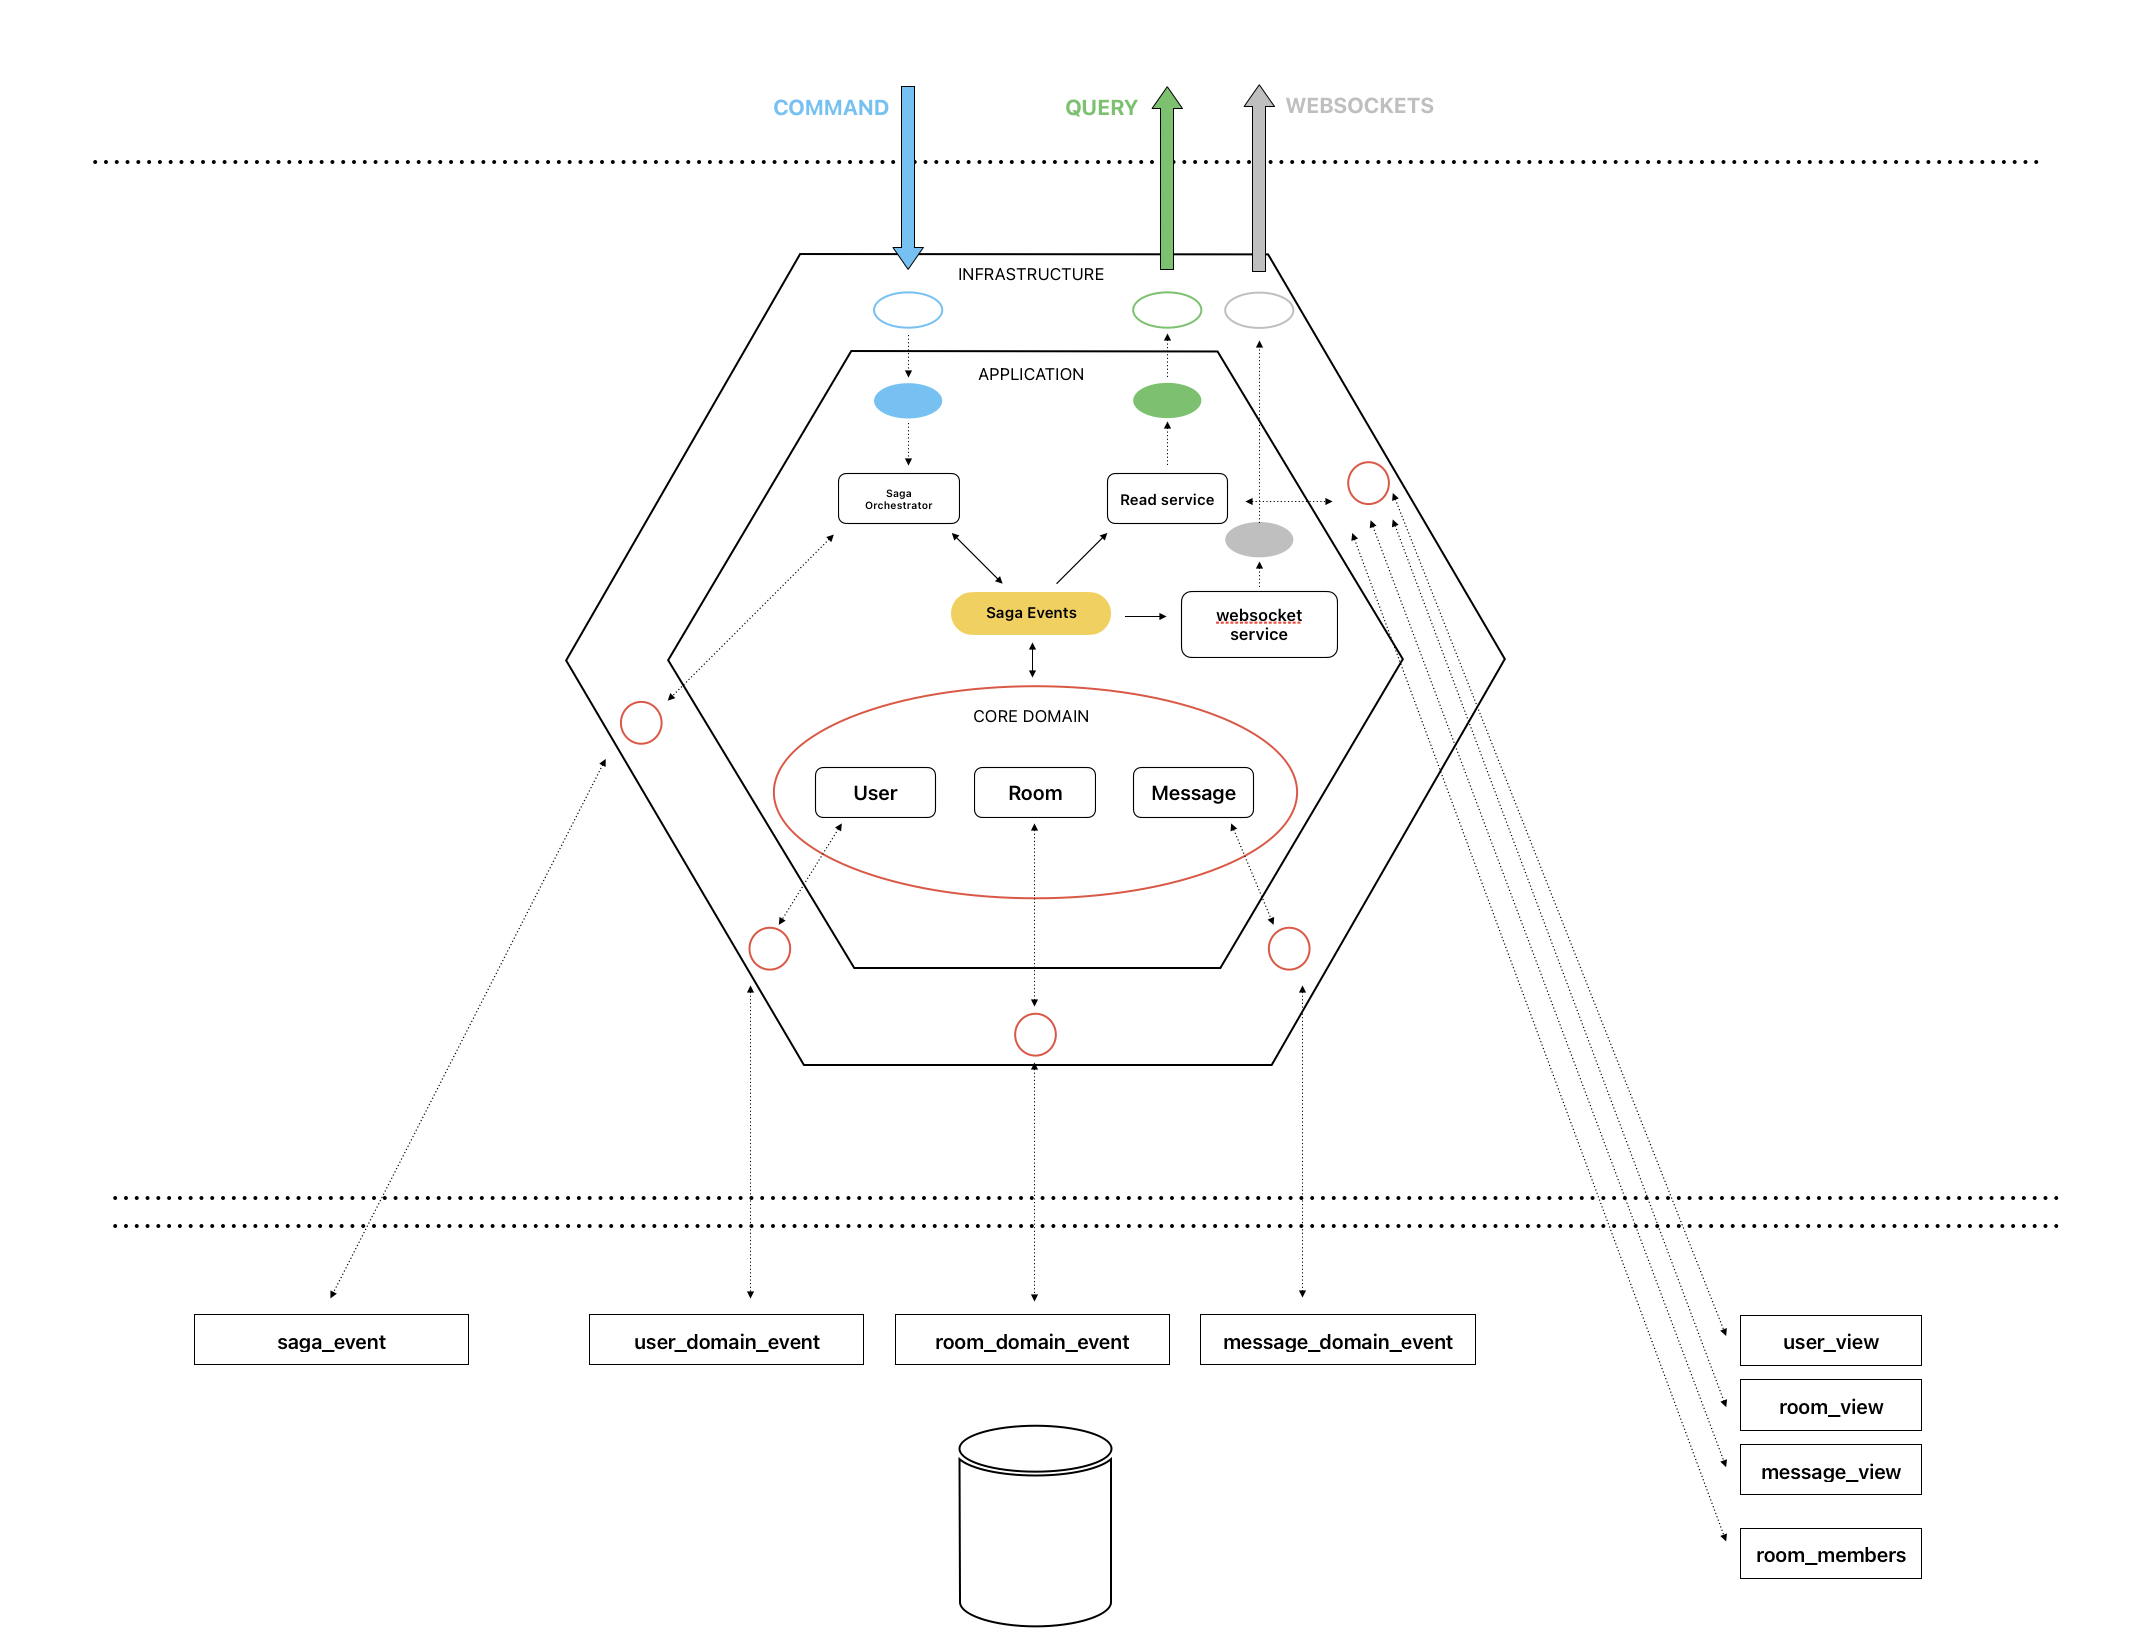 COMMAND
QUERY
WEBSOCKETS
INFRASTRUCTURE
APPLICATION
Saga
Orchestrator
Read service
Saga Events
websocket
service
CORE DOMAIN
User
Room
Message
saga_event
user_domain_event
room_domain_event
message_domain_event
user_view
room_view
message_view
room_members